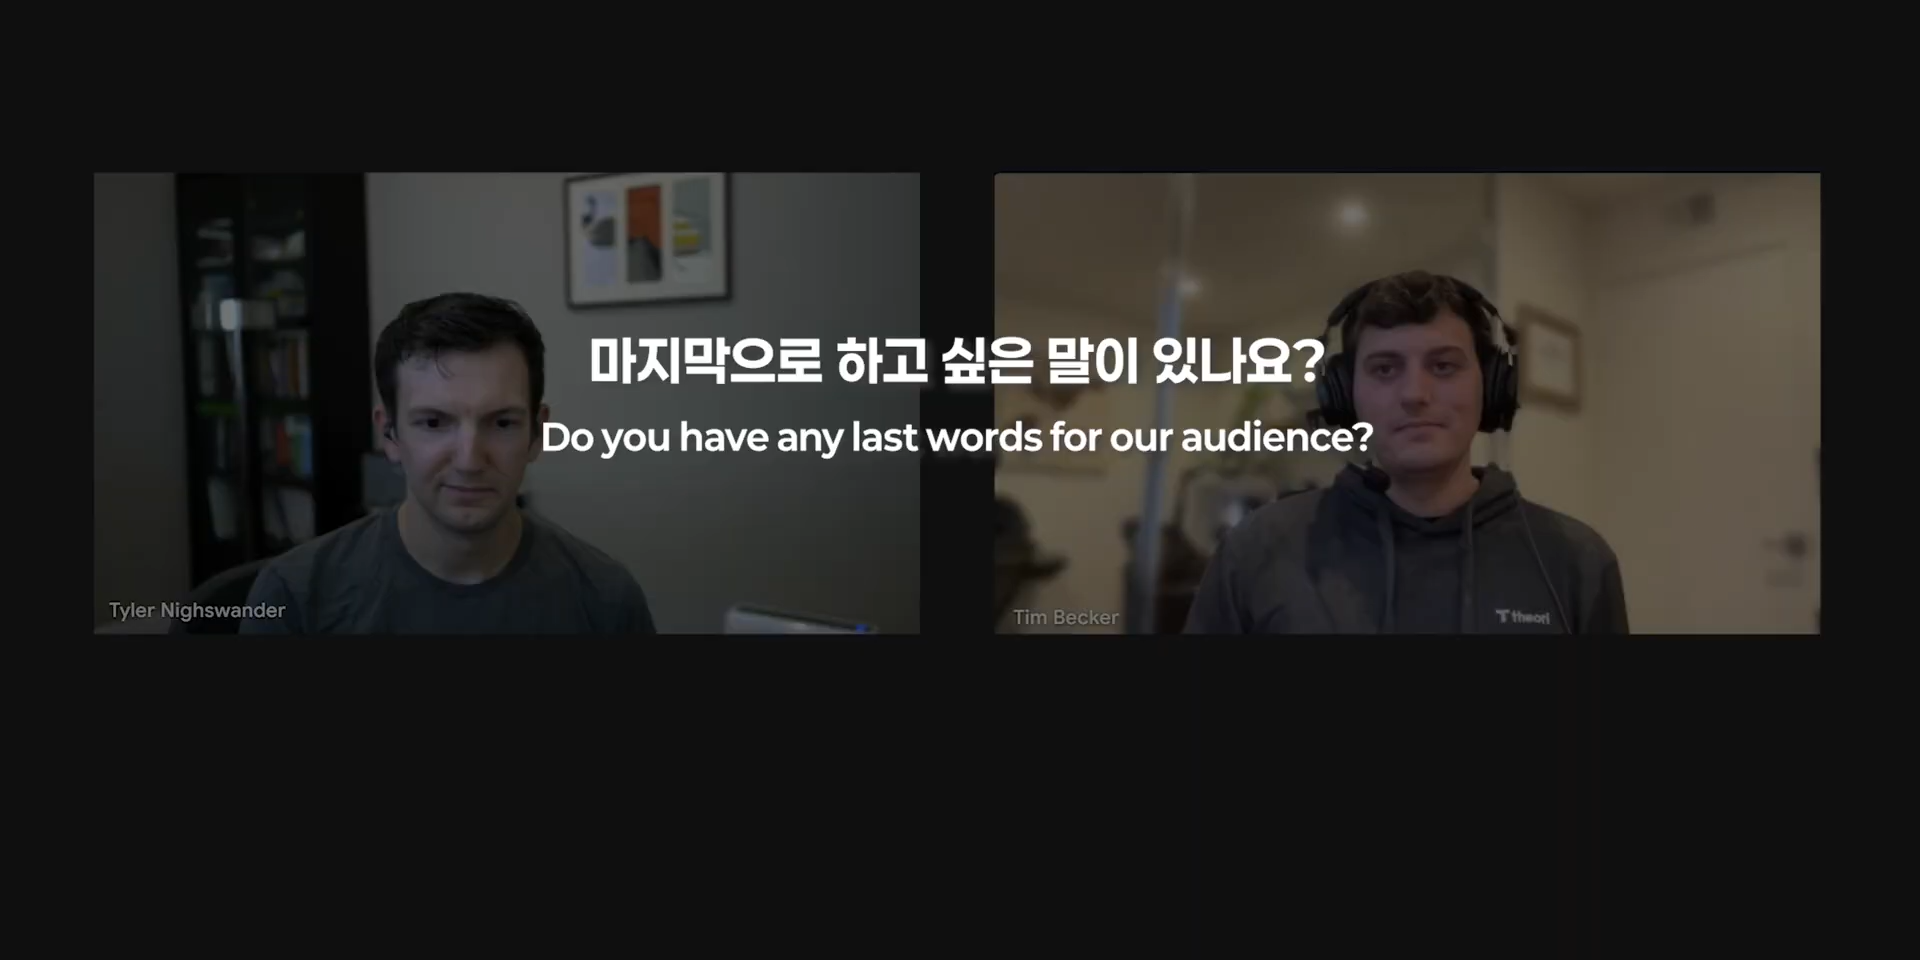 마지막으로 하고 싶은 말이 있나요?
Do you have any last words for our audience?
Tyler Nighswander
Tim Becker
theori